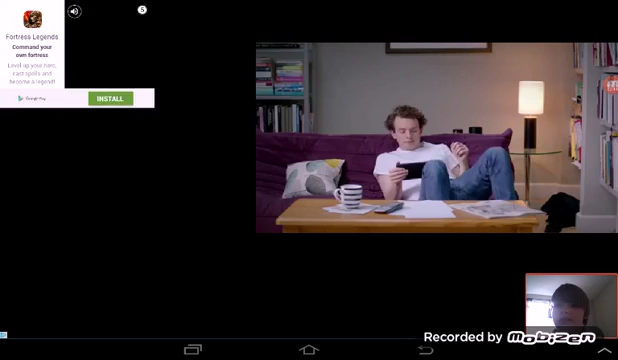 5
Fortress Legends
Command your
own fortress
Level up your hero,
cast spells and
become a legend!
Google Play
INSTALL
Recorded by mobizen